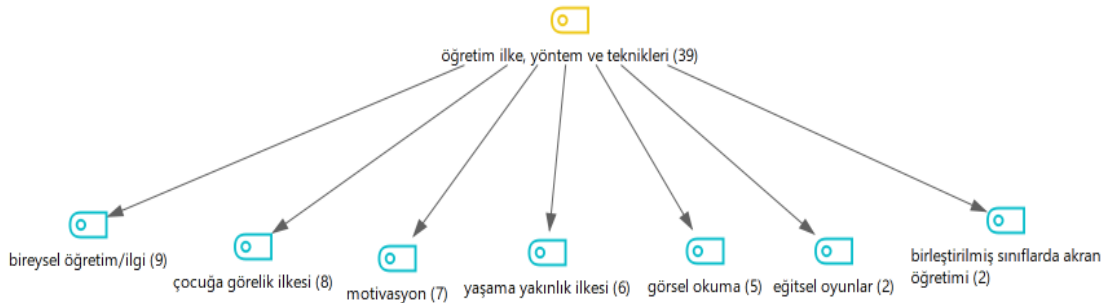 öğretim ilke, yöntem ve teknikleri (39)
bireysel öğretim/ilgi (9)
çocuğa görelik ilkesi (8)
motivasyon (7)
yaşama yakınlık ilkesi (6)
görsel okuma (5)
eğitsel oyunlar (2)
birleştirilmiş sınıflarda akran
öğretimi (2)